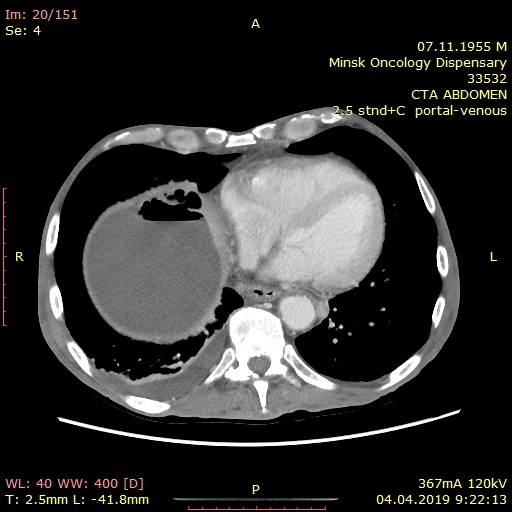 Im: 20/151
Se: 4
A
07.11.1955 M
Minsk Oncology Dispensary
33532
CTA ABDOMEN
2.5 stnd+C portal-venous
R
L
WL: 40 WW: 400 [D]
T: 2.5mm L: -41.8mm
P
367mA 120kV
04.04.2019 9:22:13